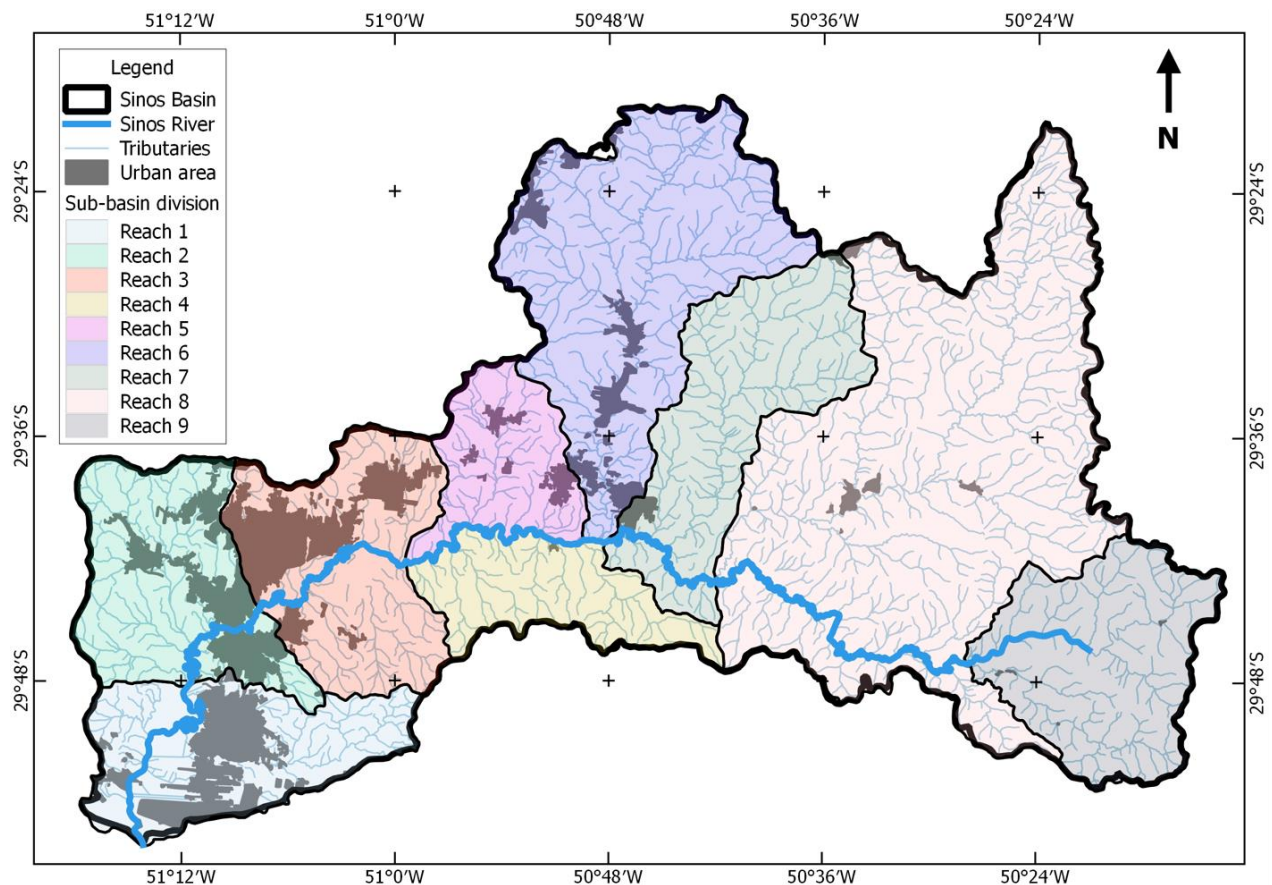 51°12'W 51°0'W 50°48'W 50°36'W 50°24'W
Legend
Sinos Basin
Sinos River
Tributaries
Urban area
Sub-basin division
Reach 1
Reach 2
Reach 3
Reach 4
Reach 5
Reach 6
Reach 7
Reach 8
Reach 9
N
29°24'S 29°24'S
29°36'S 29°36'S
29°48'S 29°48'S
51°12'W 51°0'W 50°48'W 50°36'W 50°24'W